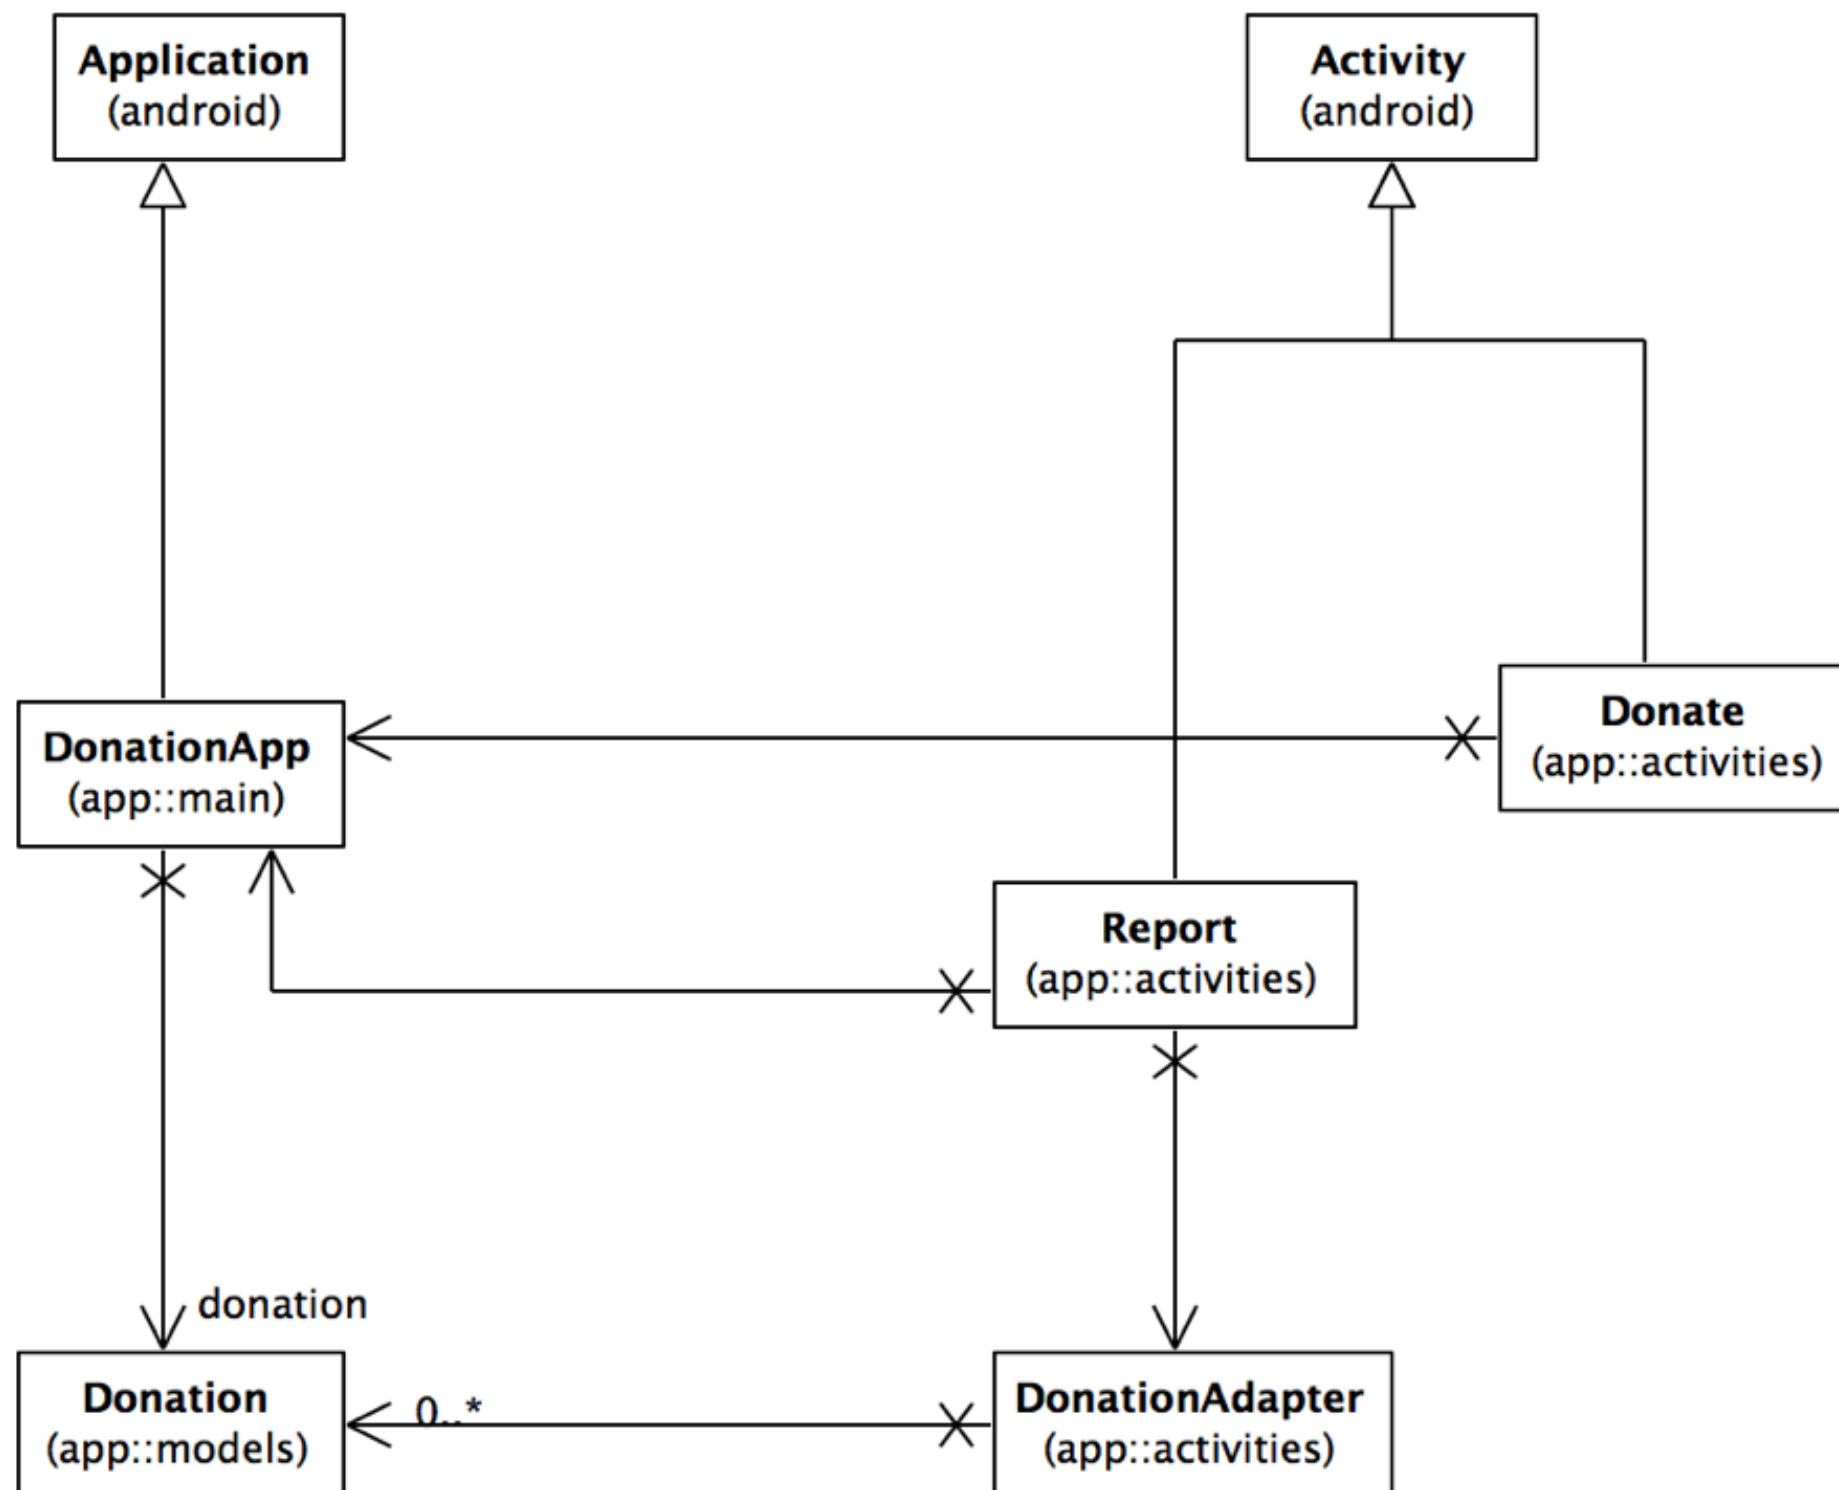 Application
(android)
Activity
(android)
DonationApp
(app::main)
Donate
(app::activities)
Report
(app::activities)
donation
Donation
(app::models)
0..*
DonationAdapter
(app::activities)